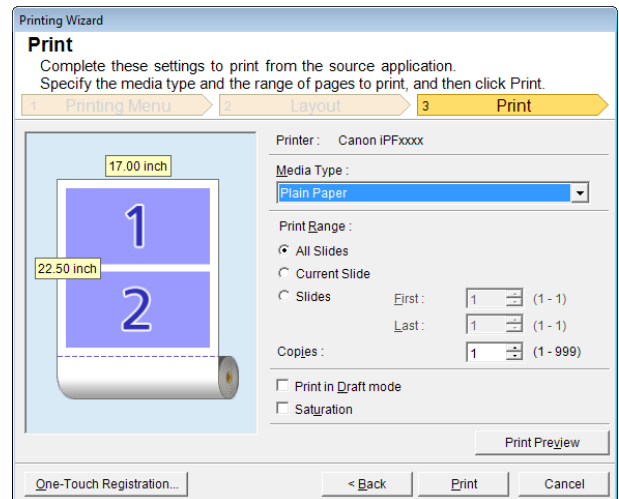 Printing Wizard
Print
Complete these settings to print from the source application.
Specify the media type and the range of pages to print, and then click Print.
1 Printing Menu 2 Layout 3 Print
Printer : Canon iPFxxxx
Media Type :
Plain Paper
17.00 inch
1
22.50 inch
2
Print Range :
All Slides
Current Slide
Slides First : 1 (1 - 1)
Last : 1 (1 - 1)
Copies : 1 (1 - 999)
Print in Draft mode
Saturation
Print Preview
One-Touch Registration... < Back Print Cancel